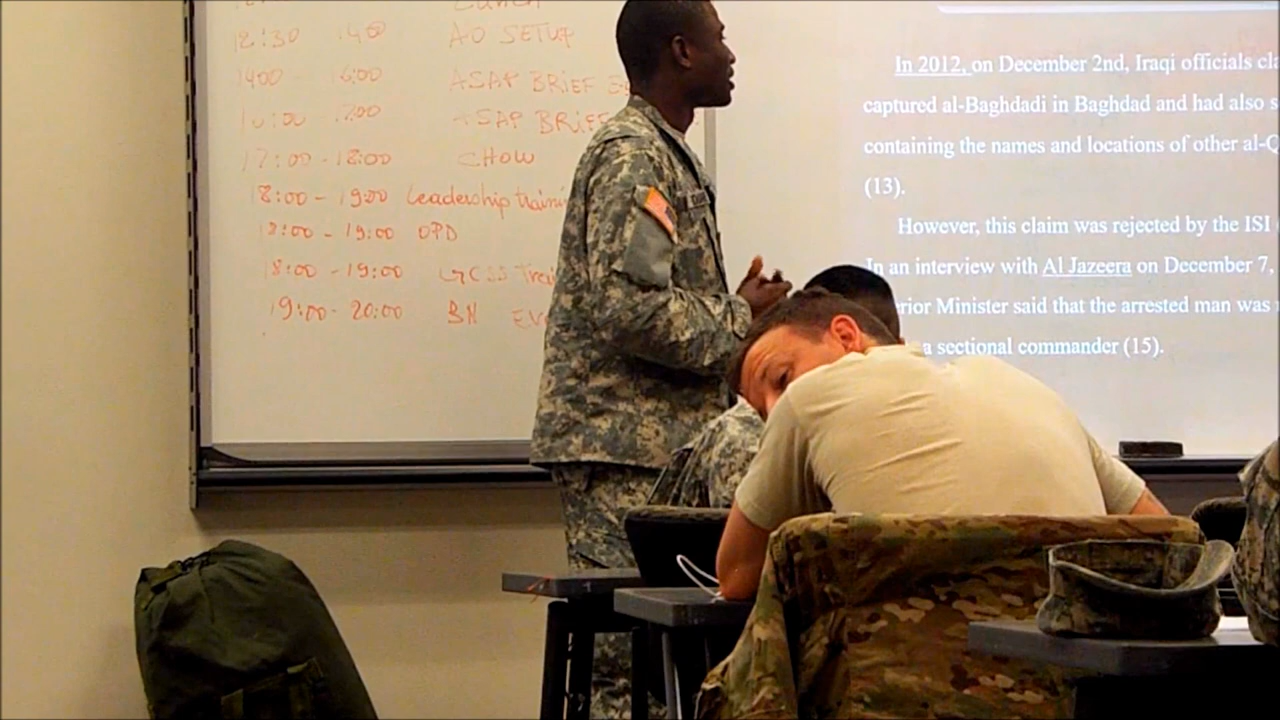 Lunch
12:30 AO SETUP
1400 - 16:00 ASAP BRIEF
ASAP BRIEF
17:00 - 18:00 CHOW
18:00 - 19:00 Leadership
18:00 - 19:00 OPD
18:00 - 19:00 GCSS
19:00 - 20:00 BN
In 2012, on December 2nd, Iraqi officials
captured al-Baghdadi in Baghdad and had also
containing the names and locations of other
(13).
However, this claim was rejected by the ISI
In an interview with Al Jazeera on December 7,
Minister said that the arrested man was
a sectional commander (15).